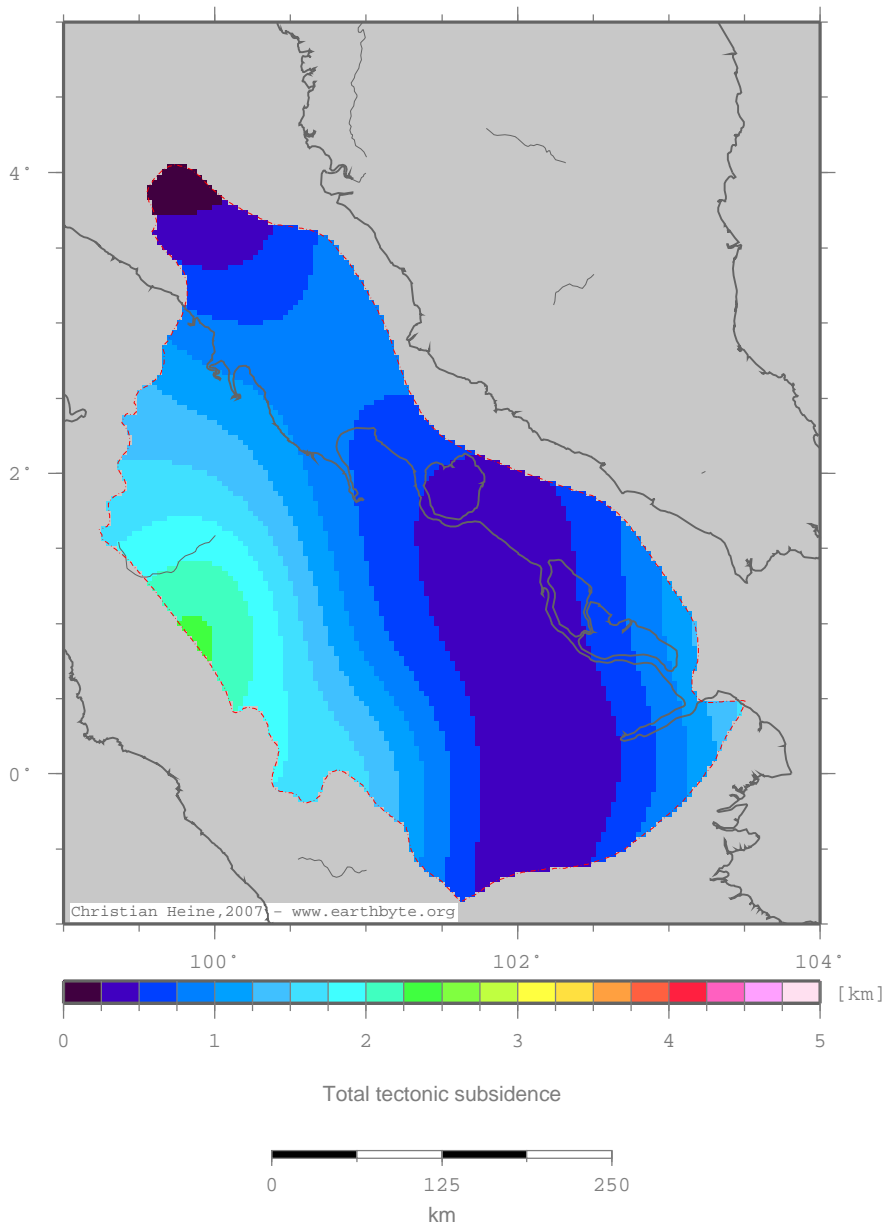 4°
2°
0°
Christian Heine,2007 – www.earthbyte.org
100° 102° 104°
[km]
0 1 2 3 4 5
Total tectonic subsidence
0 125 250
km